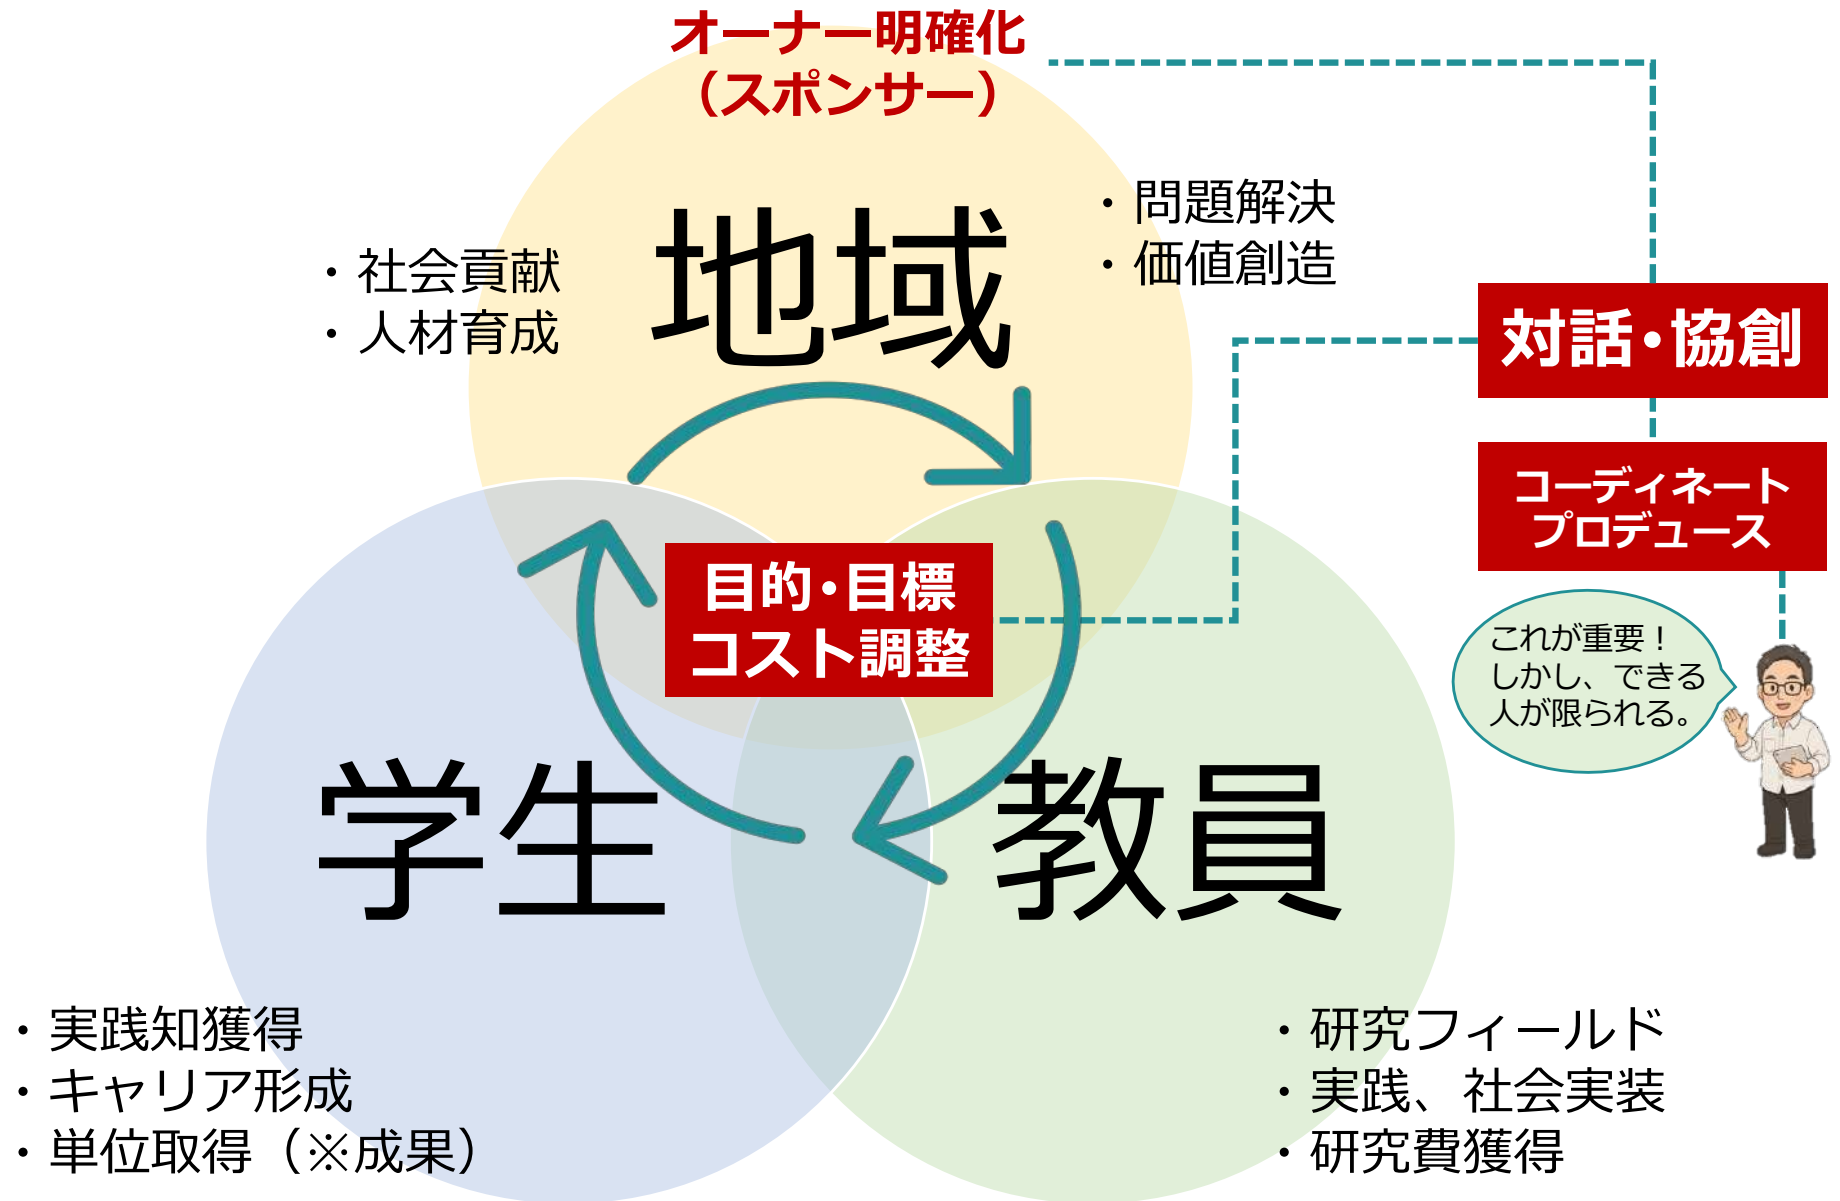 オーナー明確化
（スポンサー）
地域
・問題解決
・価値創造
・社会貢献
・人材育成
対話・協創
コーディネート
プロデュース
目的・目標
コスト調整
これが重要！
しかし、できる
人が限られる。
学生
教員
・実践知獲得
・キャリア形成
・単位取得（※成果）
・研究フィールド
・実践、社会実装
・研究費獲得